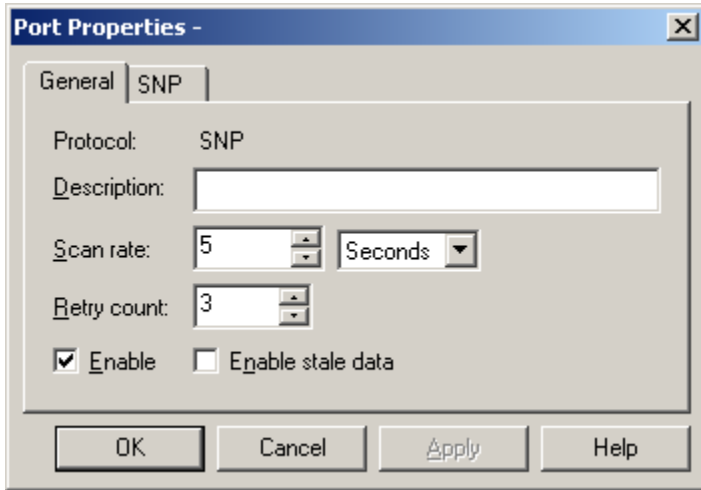 Port Properties -
General SNP
Protocol: SNP
Description:
Scan rate: 5 Seconds
Retry count: 3
Enable Enable stale data
OK Cancel Apply Help